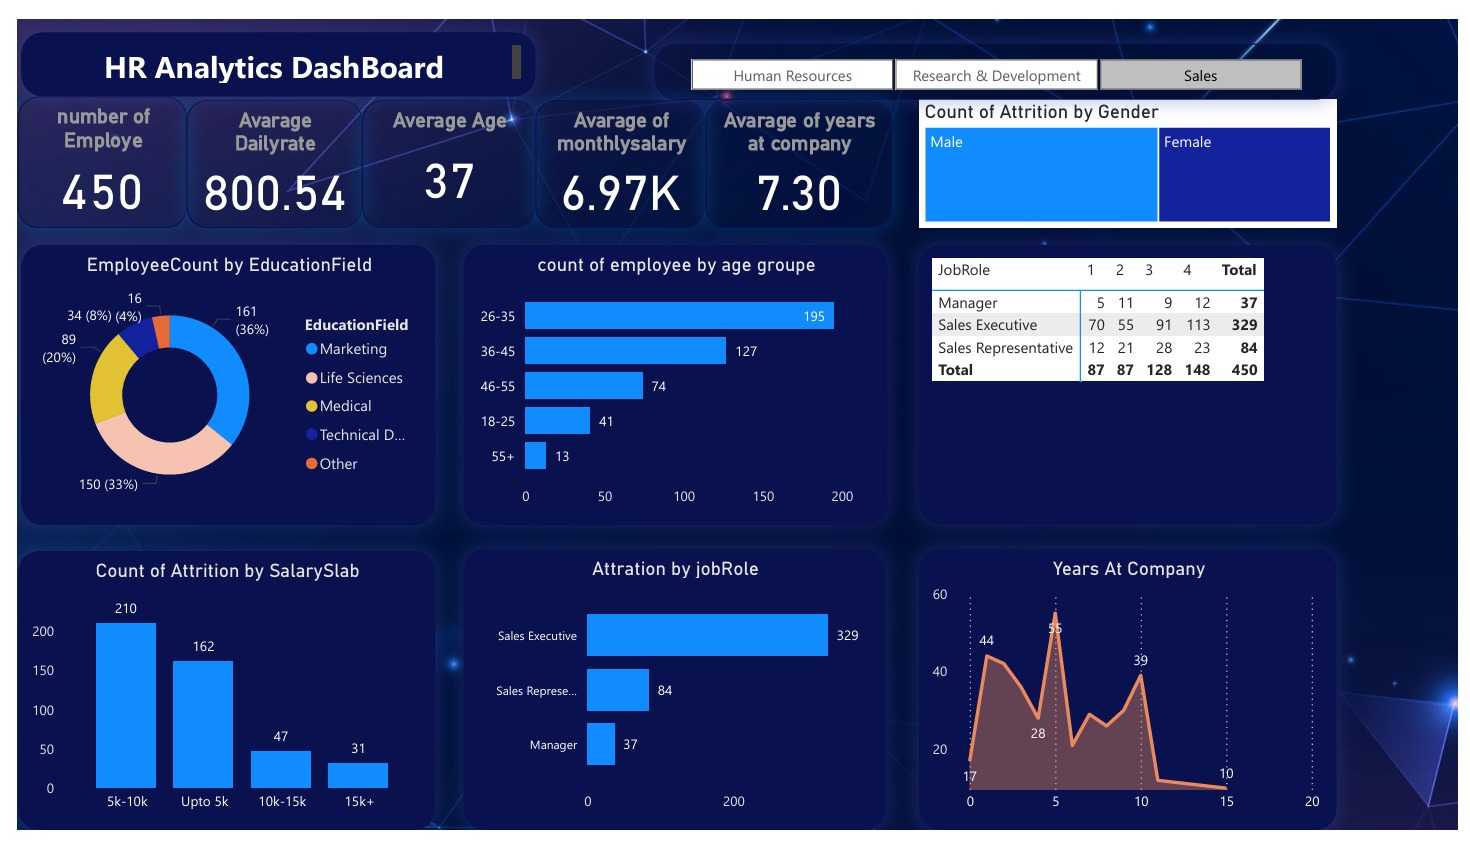 HR Analytics DashBoard
Human Resources
Research & Development
Sales
number of
Employe
450
Avarage
Dailyrate
800.54
Average Age
37
Avarage of
monthlysalary
6.97K
Avarage of years
at company
7.30
Count of Attrition by Gender
Male
Female
EmployeeCount by EducationField
161
(36%)
150 (33%)
89
(20%)
34 (8%)
16
(4%)
EducationField
Marketing
Life Sciences
Medical
Technical D...
Other
count of employee by age groupe
26-35 195
36-45 127
46-55 74
18-25 41
55+ 13
0 50 100 150 200
JobRole 1 2 3 4 Total
Manager 5 11 9 12 37
Sales Executive 70 55 91 113 329
Sales Representative 12 21 28 23 84
Total 87 87 128 148 450
Count of Attrition by SalarySlab
200
150
100
50
0
210
162
47
31
5k-10k Upto 5k 10k-15k 15k+
Attration by jobRole
Sales Executive 329
Sales Represe... 84
Manager 37
0 200
Years At Company
60
40
20
17
44
28
55
39
10
0 5 10 15 20